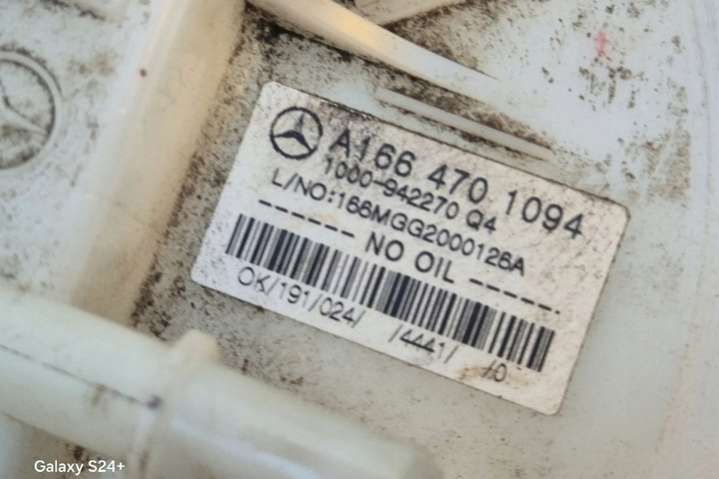 A166 470 1094
1000-942270 Q4
L/NO:166MGG2000126A
------ NO OIL ------
OK/191/024/ /4441/ /0
Galaxy S24+